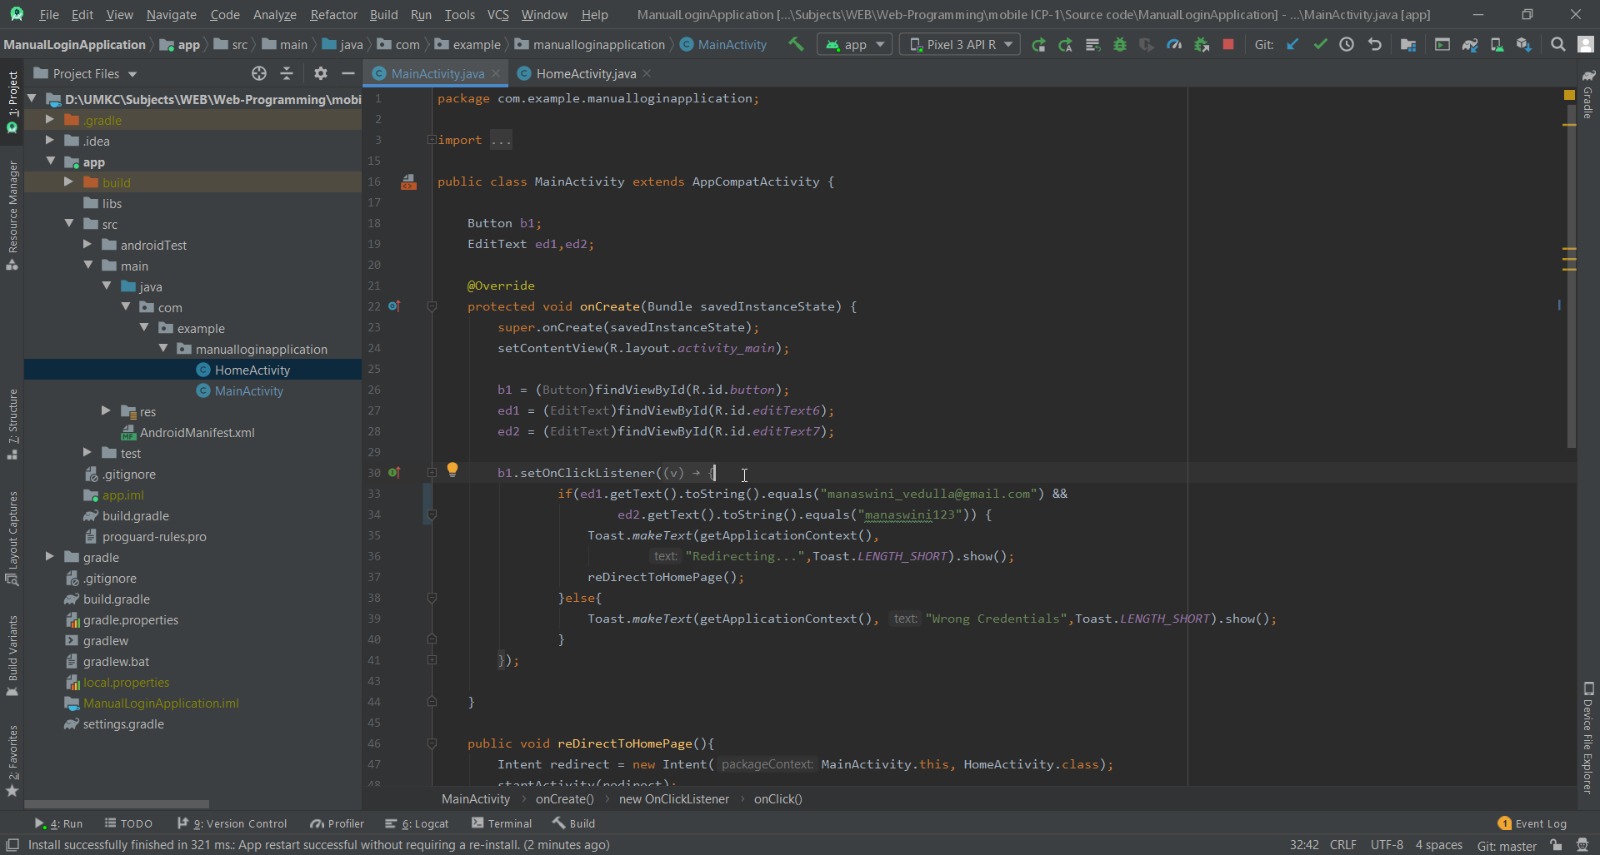 File Edit View Navigate Code Analyze Refactor Build Run Tools VCS Window Help ManualLoginApplication [...\Subjects\WEB\Web-Programming\mobile ICP-1\Source code\ManualLoginApplication] - ...\MainActivity.java [app]
ManualLoginApplication app src main java com example manualloginapplication MainActivity app Pixel 3 API R Git:
Project Files MainActivity.java HomeActivity.java
D:\UMKC\Subjects\WEB\Web-Programming\mobi
.gradle
.idea
app
build
libs
src
androidTest
main
java
com
example
manualloginapplication
HomeActivity
MainActivity
res
AndroidManifest.xml
test
.gitignore
app.iml
build.gradle
proguard-rules.pro
gradle
.gitignore
build.gradle
gradle.properties
gradlew
gradlew.bat
local.properties
ManualLoginApplication.iml
settings.gradle
1: Project
Resource Manager
Z: Structure
Layout Captures
Build Variants
2: Favorites
1 package com.example.manualloginapplication;
2
3 import ...
15
16 public class MainActivity extends AppCompatActivity {
17
18 Button b1;
19 EditText ed1,ed2;
20
21 @Override
22 protected void onCreate(Bundle savedInstanceState) {
23 super.onCreate(savedInstanceState);
24 setContentView(R.layout.activity_main);
25
26 b1 = (Button)findViewById(R.id.button);
27 ed1 = (EditText)findViewById(R.id.editText6);
28 ed2 = (EditText)findViewById(R.id.editText7);
29
30 b1.setOnClickListener((v) → {
33 if(ed1.getText().toString().equals("manaswini_vedulla@gmail.com") &&
34 ed2.getText().toString().equals("manaswini123")) {
35 Toast.makeText(getApplicationContext(),
36 text: "Redirecting...",Toast.LENGTH_SHORT).show();
37 reDirectToHomePage();
38 }else{
39 Toast.makeText(getApplicationContext(), text: "Wrong Credentials",Toast.LENGTH_SHORT).show();
40 }
41 });
43
44 }
45
46 public void reDirectToHomePage(){
47 Intent redirect = new Intent( packageContext: MainActivity.this, HomeActivity.class);
48 startActivity(redirect);
MainActivity onCreate() new OnClickListener onClick()
Gradle
Device File Explorer
4: Run TODO 9: Version Control Profiler 6: Logcat Terminal Build 1 Event Log
Install successfully finished in 321 ms.: App restart successful without requiring a re-install. (2 minutes ago) 32:42 CRLF UTF-8 4 spaces Git: master